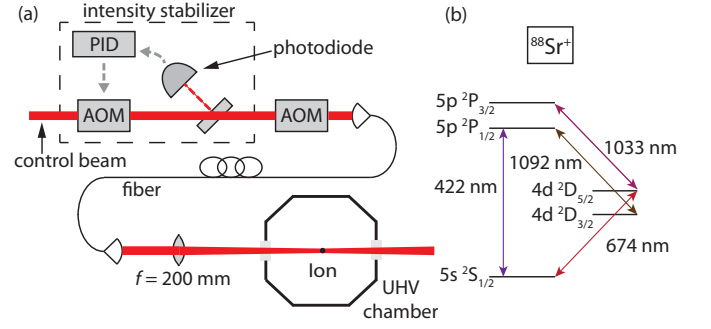 (a)
intensity stabilizer
PID
photodiode
AOM
AOM
control beam
fiber
f = 200 mm
Ion
UHV
chamber
(b)
⁸⁸Sr⁺
5p ²P₃/₂
5p ²P₁/₂
1033 nm
1092 nm
422 nm
4d ²D₅/₂
4d ²D₃/₂
674 nm
5s ²S₁/₂